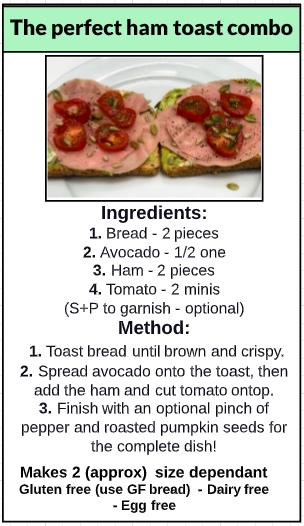 The perfect ham toast combo
Ingredients:
1. Bread - 2 pieces
2. Avocado - 1/2 one
3. Ham - 2 pieces
4. Tomato - 2 minis
(S+P to garnish - optional)
Method:
1. Toast bread until brown and crispy.
2. Spread avocado onto the toast, then
add the ham and cut tomato ontop.
3. Finish with an optional pinch of
pepper and roasted pumpkin seeds for
the complete dish!
Makes 2 (approx) size dependant
Gluten free (use GF bread) - Dairy free
- Egg free